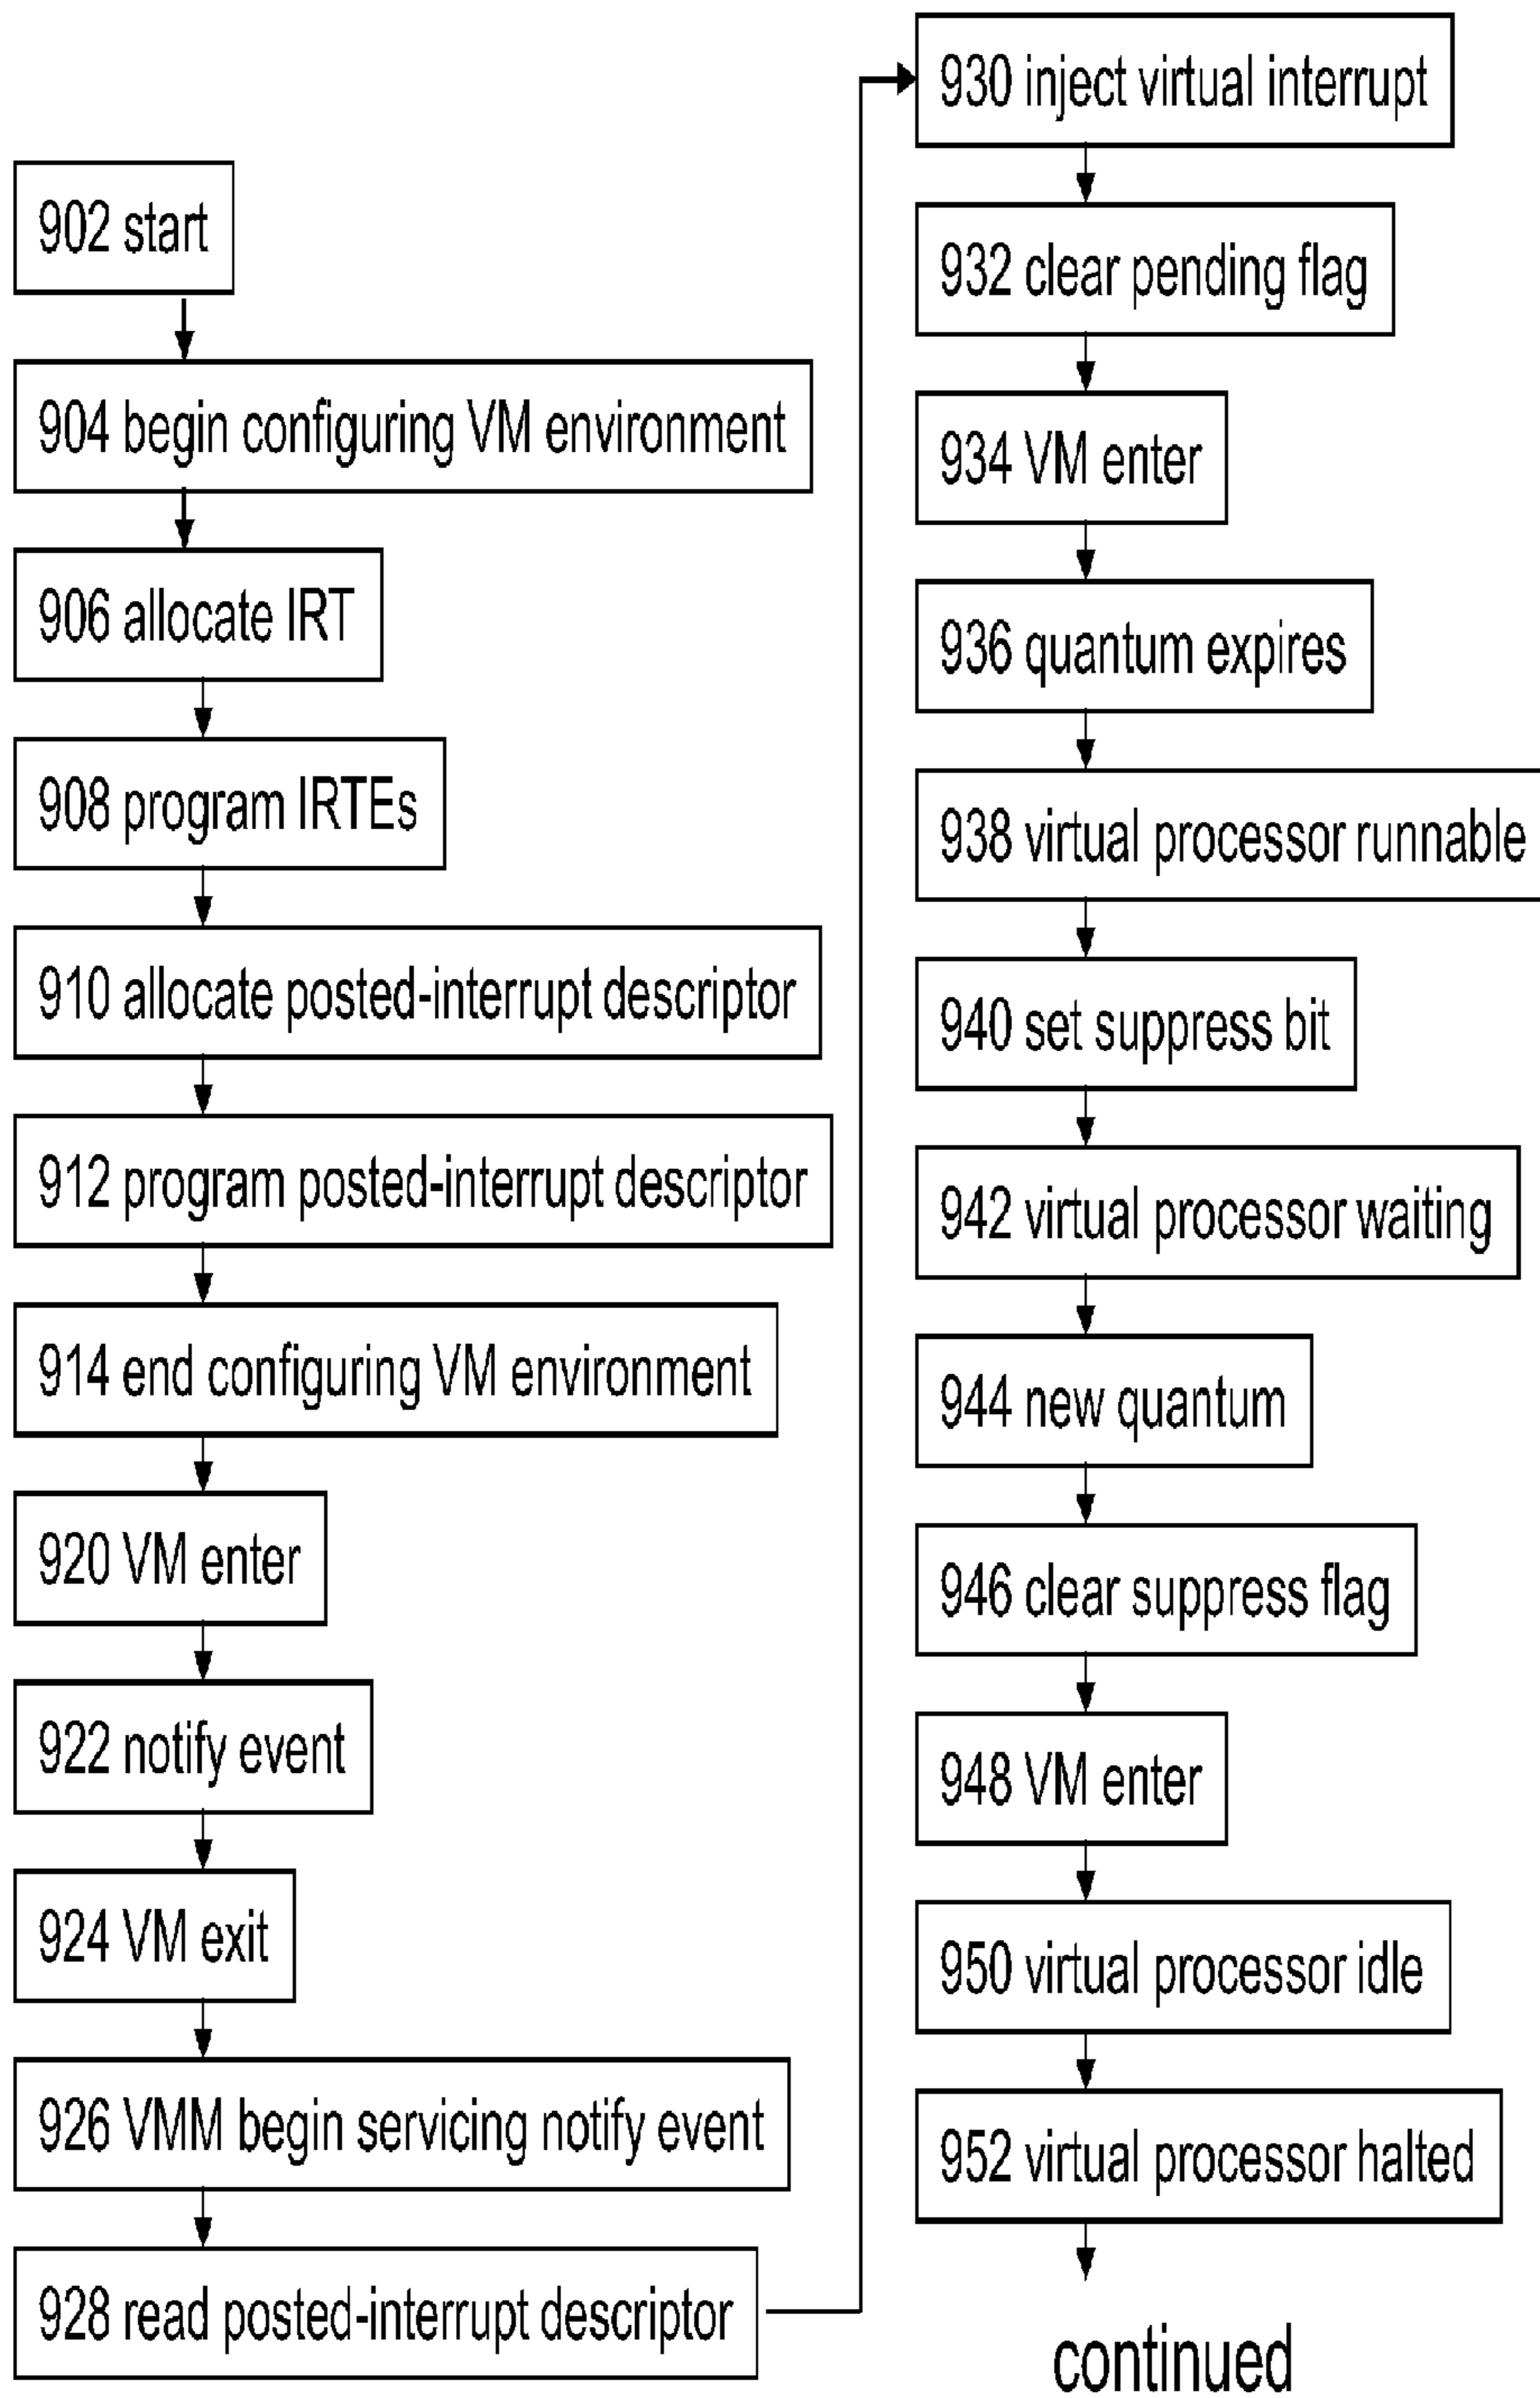 902 start
904 begin configuring VM environment
906 allocate IRT
908 program IRTEs
910 allocate posted-interrupt descriptor
912 program posted-interrupt descriptor
914 end configuring VM environment
920 VM enter
922 notify event
924 VM exit
926 VMM begin servicing notify event
928 read posted-interrupt descriptor
930 inject virtual interrupt
932 clear pending flag
934 VM enter
936 quantum expires
938 virtual processor runnable
940 set suppress bit
942 virtual processor waiting
944 new quantum
946 clear suppress flag
948 VM enter
950 virtual processor idle
952 virtual processor halted
continued